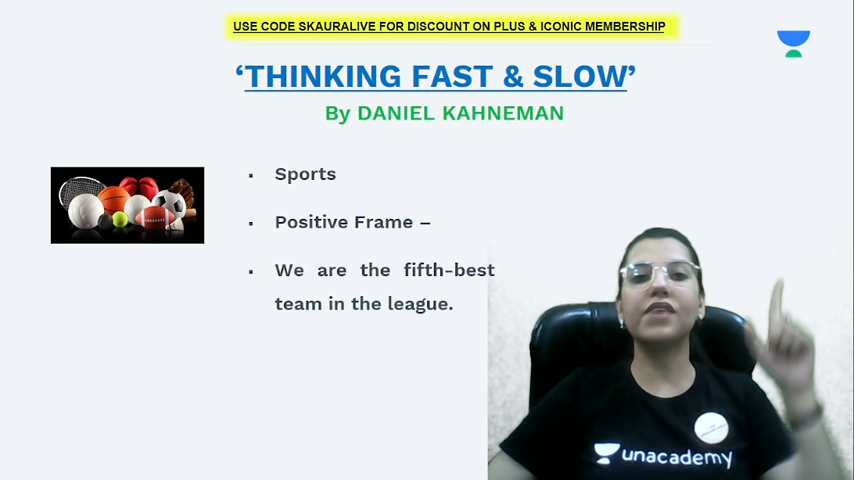 USE CODE SKAURALIVE FOR DISCOUNT ON PLUS & ICONIC MEMBERSHIP
‘THINKING FAST & SLOW’
By DANIEL KAHNEMAN
▪ Sports
▪ Positive Frame –
▪ We are the fifth-best
team in the league.
unacademy